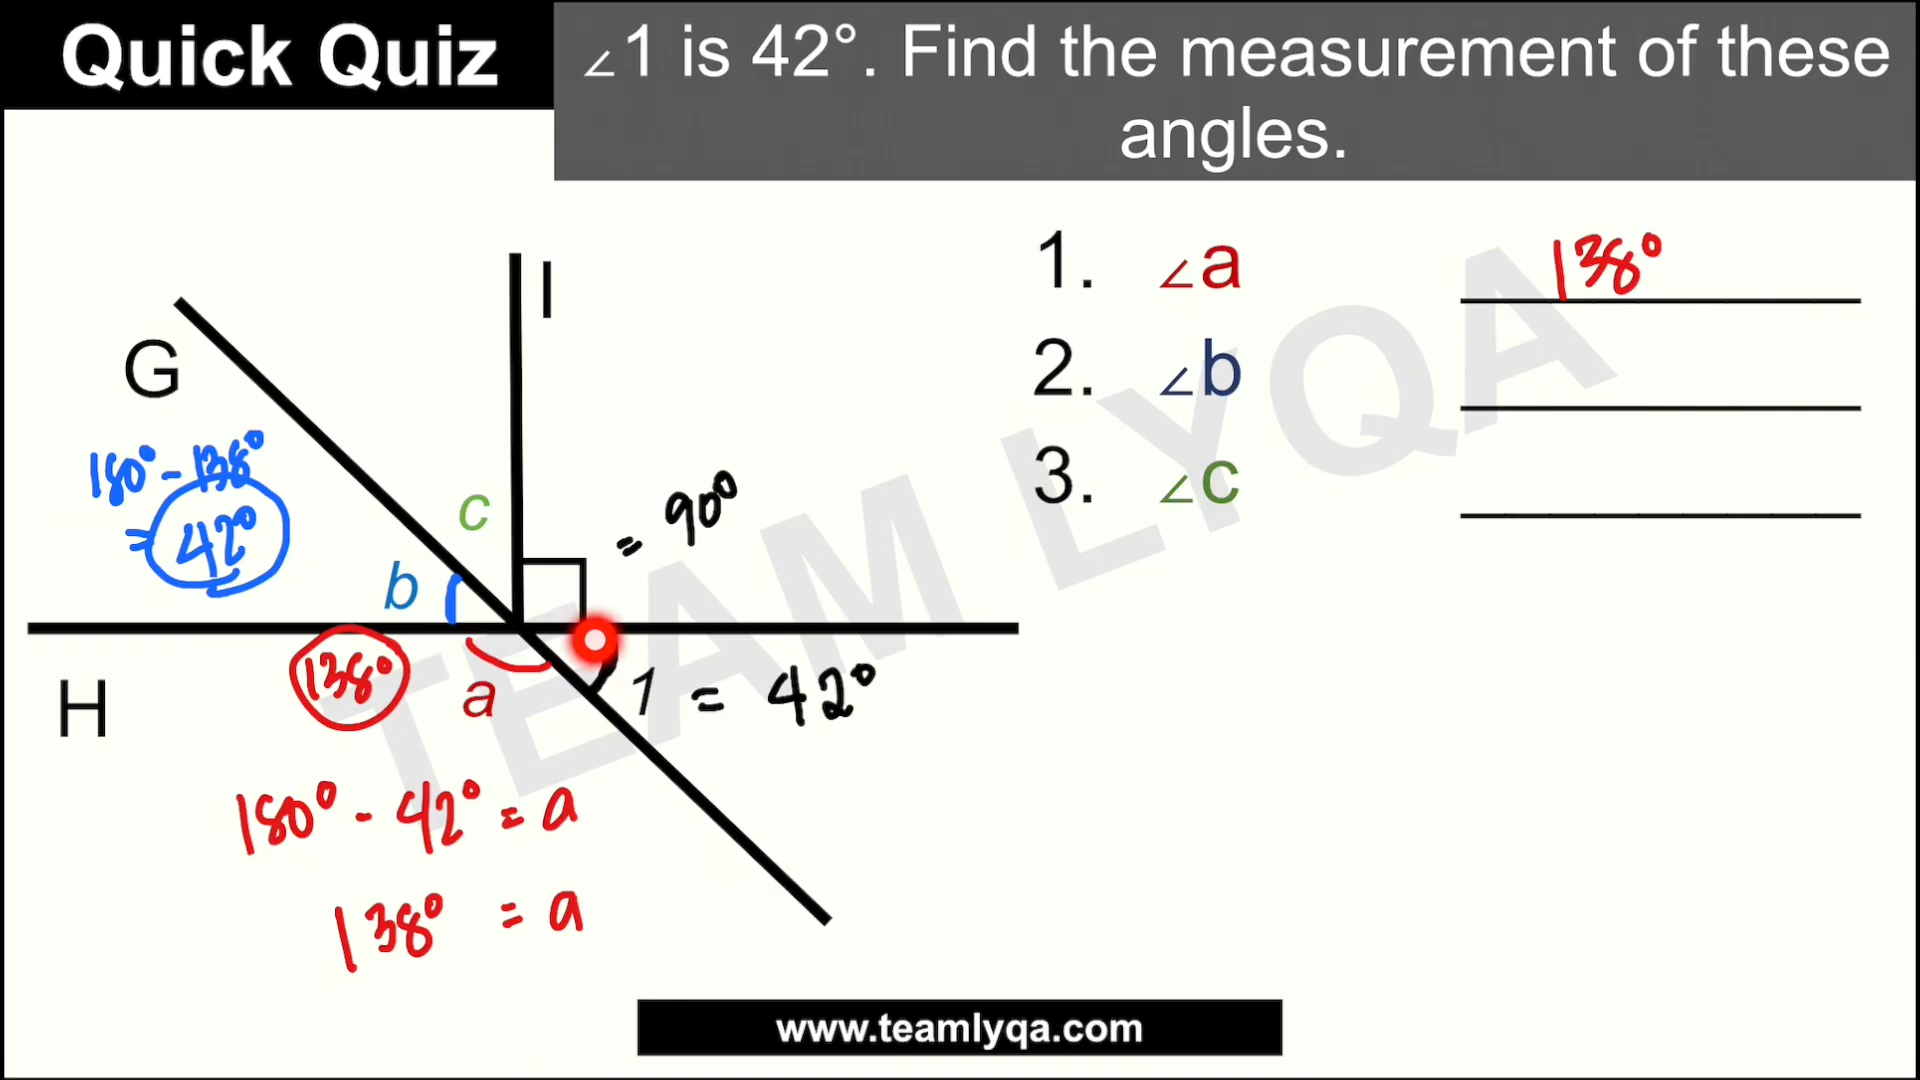 Quick Quiz
∠1 is 42°. Find the measurement of these
angles.
1. ∠a 138°
2. ∠b
3. ∠c
I
G
180° - 138°
= 42°
c
= 90°
b
H
138°
a
1 = 42°
180° - 42° = a
138° = a
TEAM LYQA
www.teamlyqa.com